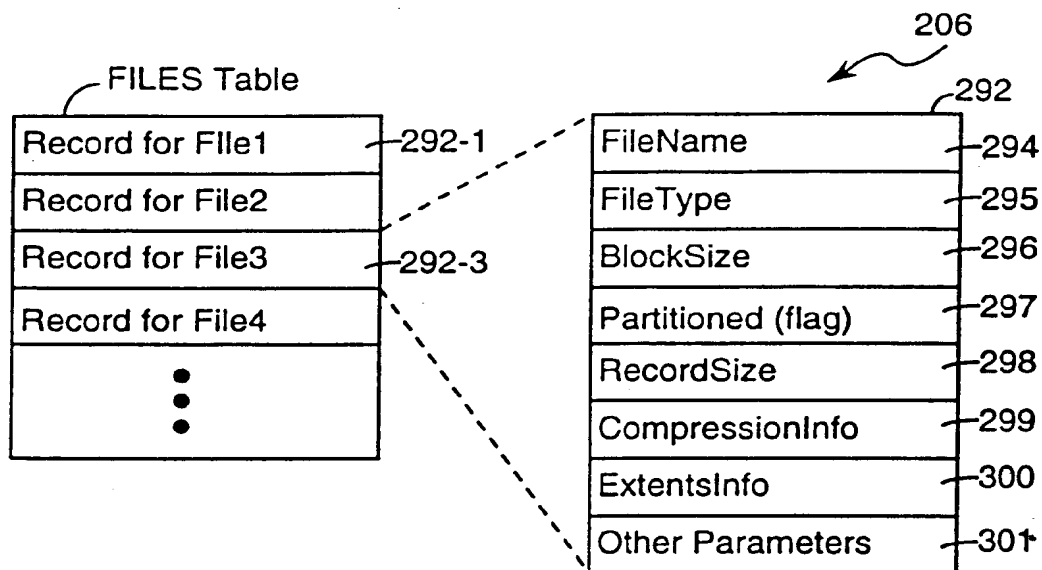 206
FILES Table
Record for File1
292-1
Record for File2
Record for File3
292-3
Record for File4
292
FileName
294
FileType
295
BlockSize
296
Partitioned (flag)
297
RecordSize
298
CompressionInfo
299
ExtentsInfo
300
Other Parameters
301